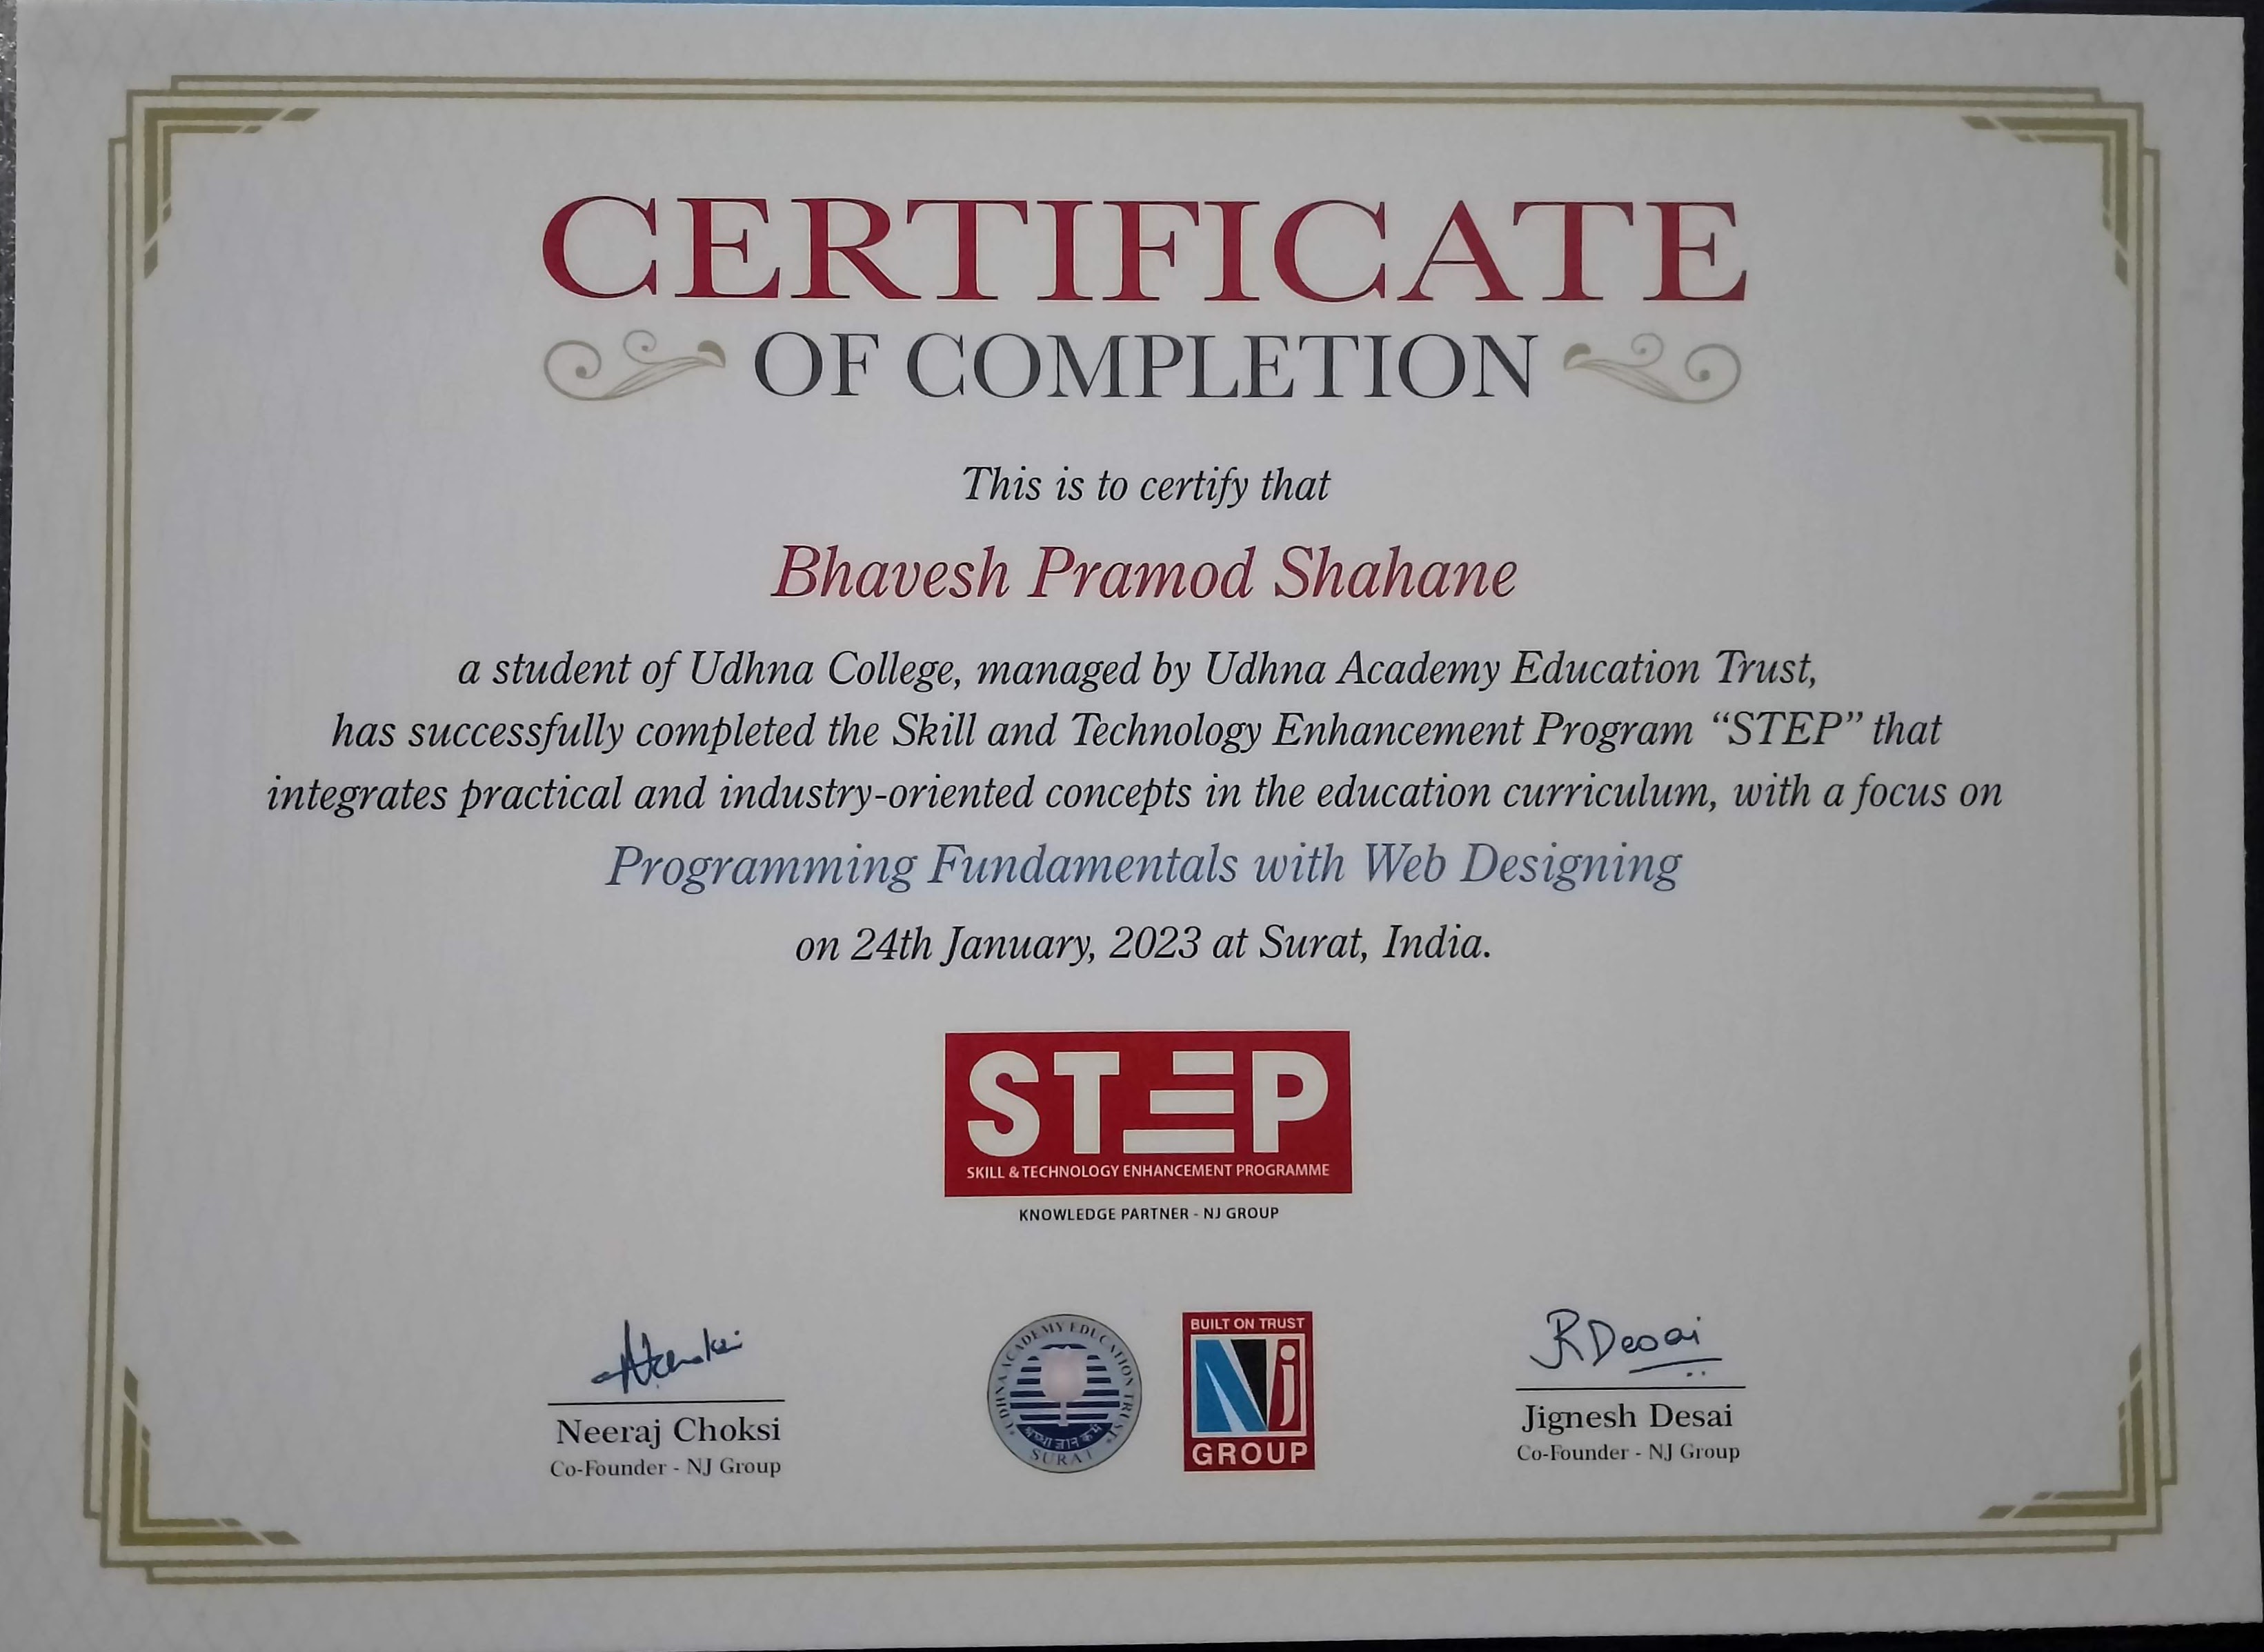 CERTIFICATE
OF COMPLETION
This is to certify that
Bhavesh Pramod Shahane
a student of Udhna College, managed by Udhna Academy Education Trust,
has successfully completed the Skill and Technology Enhancement Program “STEP” that
integrates practical and industry-oriented concepts in the education curriculum, with a focus on
Programming Fundamentals with Web Designing
on 24th January, 2023 at Surat, India.
STEP
SKILL & TECHNOLOGY ENHANCEMENT PROGRAMME
KNOWLEDGE PARTNER - NJ GROUP
Neeraj Choksi
Co-Founder - NJ Group
UDHNA ACADEMY EDUCATION TRUST
SURAT
BUILT ON TRUST
Nj
GROUP
JRDesai
Jignesh Desai
Co-Founder - NJ Group